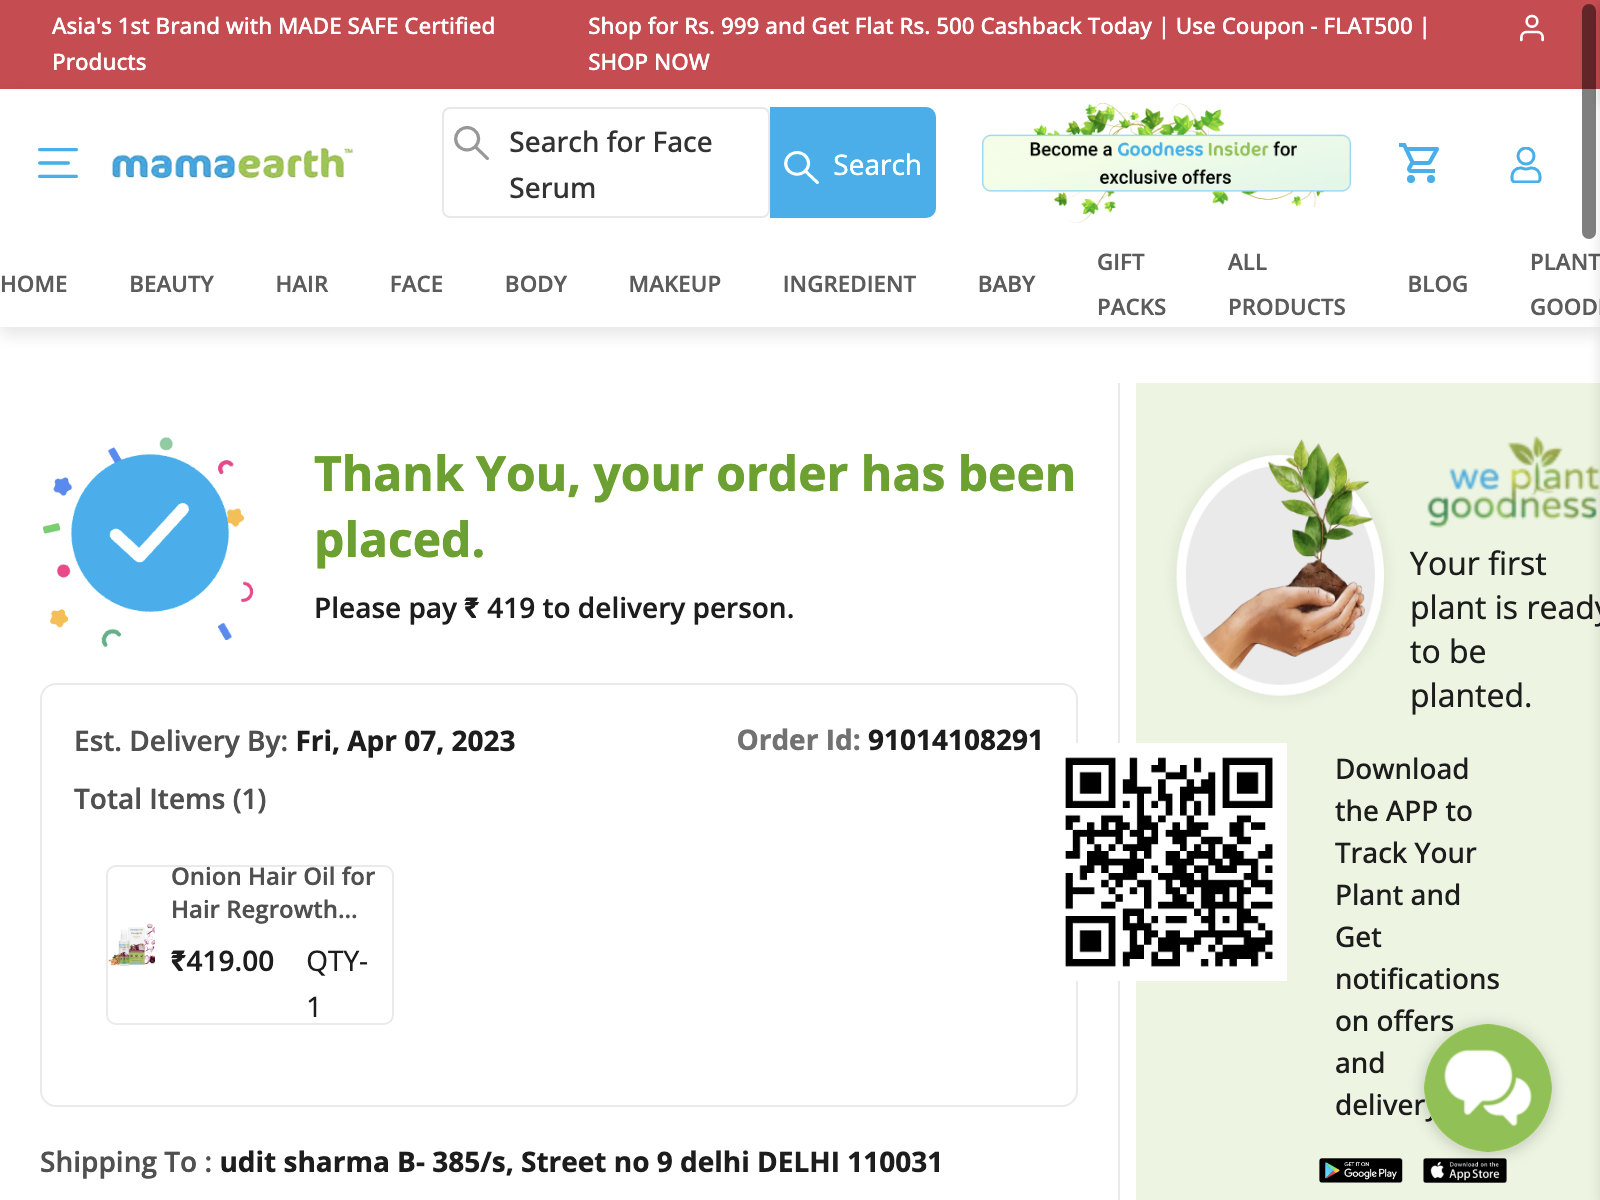 Asia's 1st Brand with MADE SAFE Certified
Products
Shop for Rs. 999 and Get Flat Rs. 500 Cashback Today | Use Coupon - FLAT500 |
SHOP NOW
mamaearth™
Search for Face
Serum
Search
Become a Goodness Insider for
exclusive offers
HOME
BEAUTY
HAIR
FACE
BODY
MAKEUP
INGREDIENT
BABY
GIFT
PACKS
ALL
PRODUCTS
BLOG
PLANT
GOOD
Thank You, your order has been
placed.
Please pay ₹ 419 to delivery person.
Est. Delivery By: Fri, Apr 07, 2023
Order Id: 91014108291
Total Items (1)
Onion Hair Oil for
Hair Regrowth...
₹419.00
QTY-
1
Shipping To : udit sharma B- 385/s, Street no 9 delhi DELHI 110031
we plant
goodness
Your first
plant is ready
to be
planted.
Download
the APP to
Track Your
Plant and
Get
notifications
on offers
and
delivery
GET IT ON
Google Play
Download on the
App Store